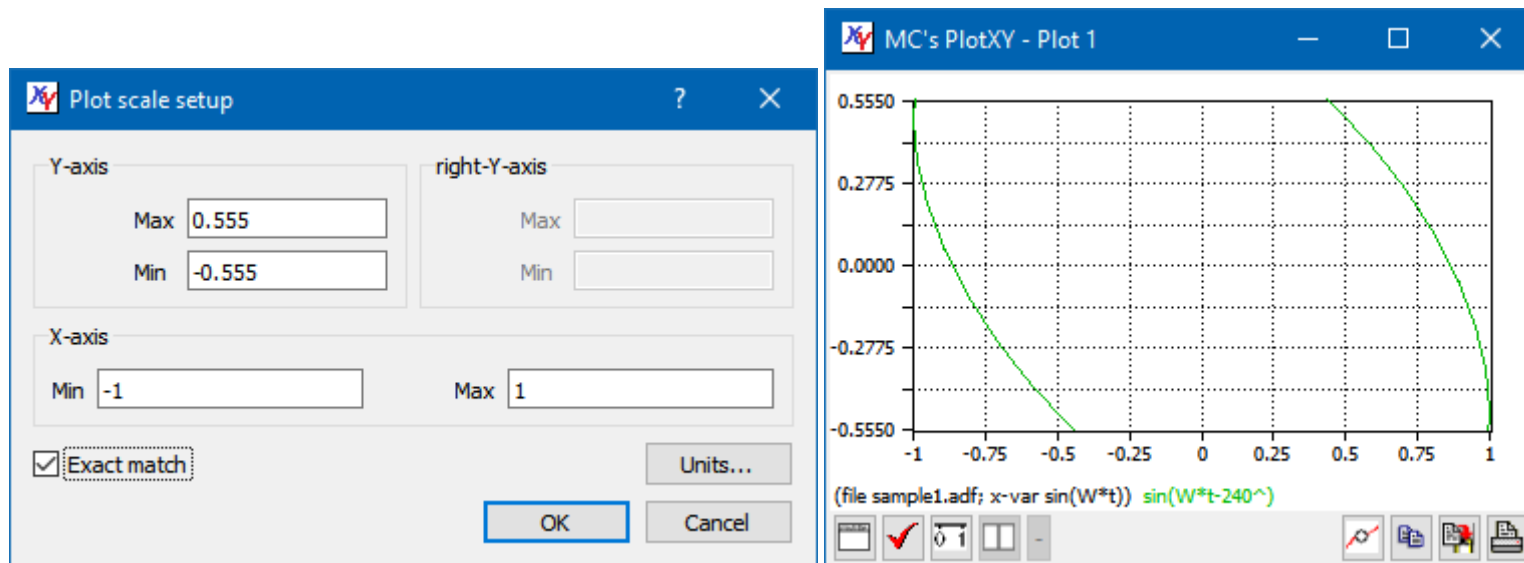 Plot scale setup
?
Y-axis
Max 0.555
Min -0.555
right-Y-axis
Max
Min
X-axis
Min -1
Max 1
Exact match
Units...
OK
Cancel
MC's PlotXY - Plot 1
0.5550
0.2775
0.0000
-0.2775
-0.5550
-1 -0.75 -0.5 -0.25 0 0.25 0.5 0.75 1
(file sample1.adf; x-var sin(W*t)) sin(W*t-240^)
0 1
-